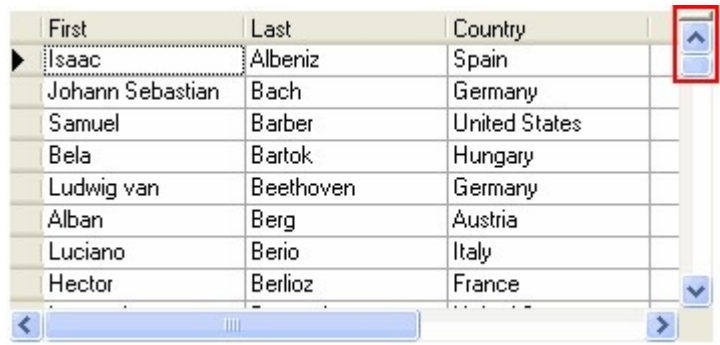 First Last Country
Isaac Albeniz Spain
Johann Sebastian Bach Germany
Samuel Barber United States
Bela Bartok Hungary
Ludwig van Beethoven Germany
Alban Berg Austria
Luciano Berio Italy
Hector Berlioz France